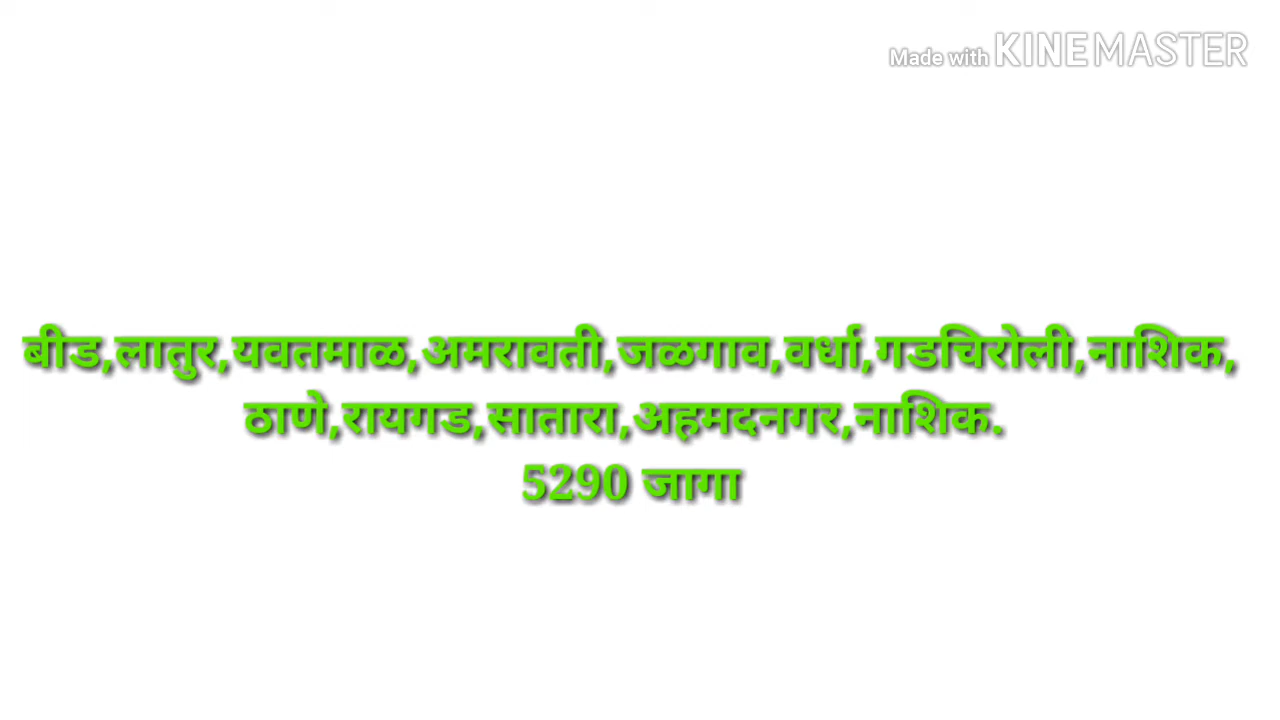 Made with KINEMASTER
बीड,लातुर,यवतमाळ,अमरावती,जळगाव,वर्धा,गडचिरोली,नाशिक,
ठाणे,रायगड,सातारा,अहमदनगर,नाशिक.
5290 जागा